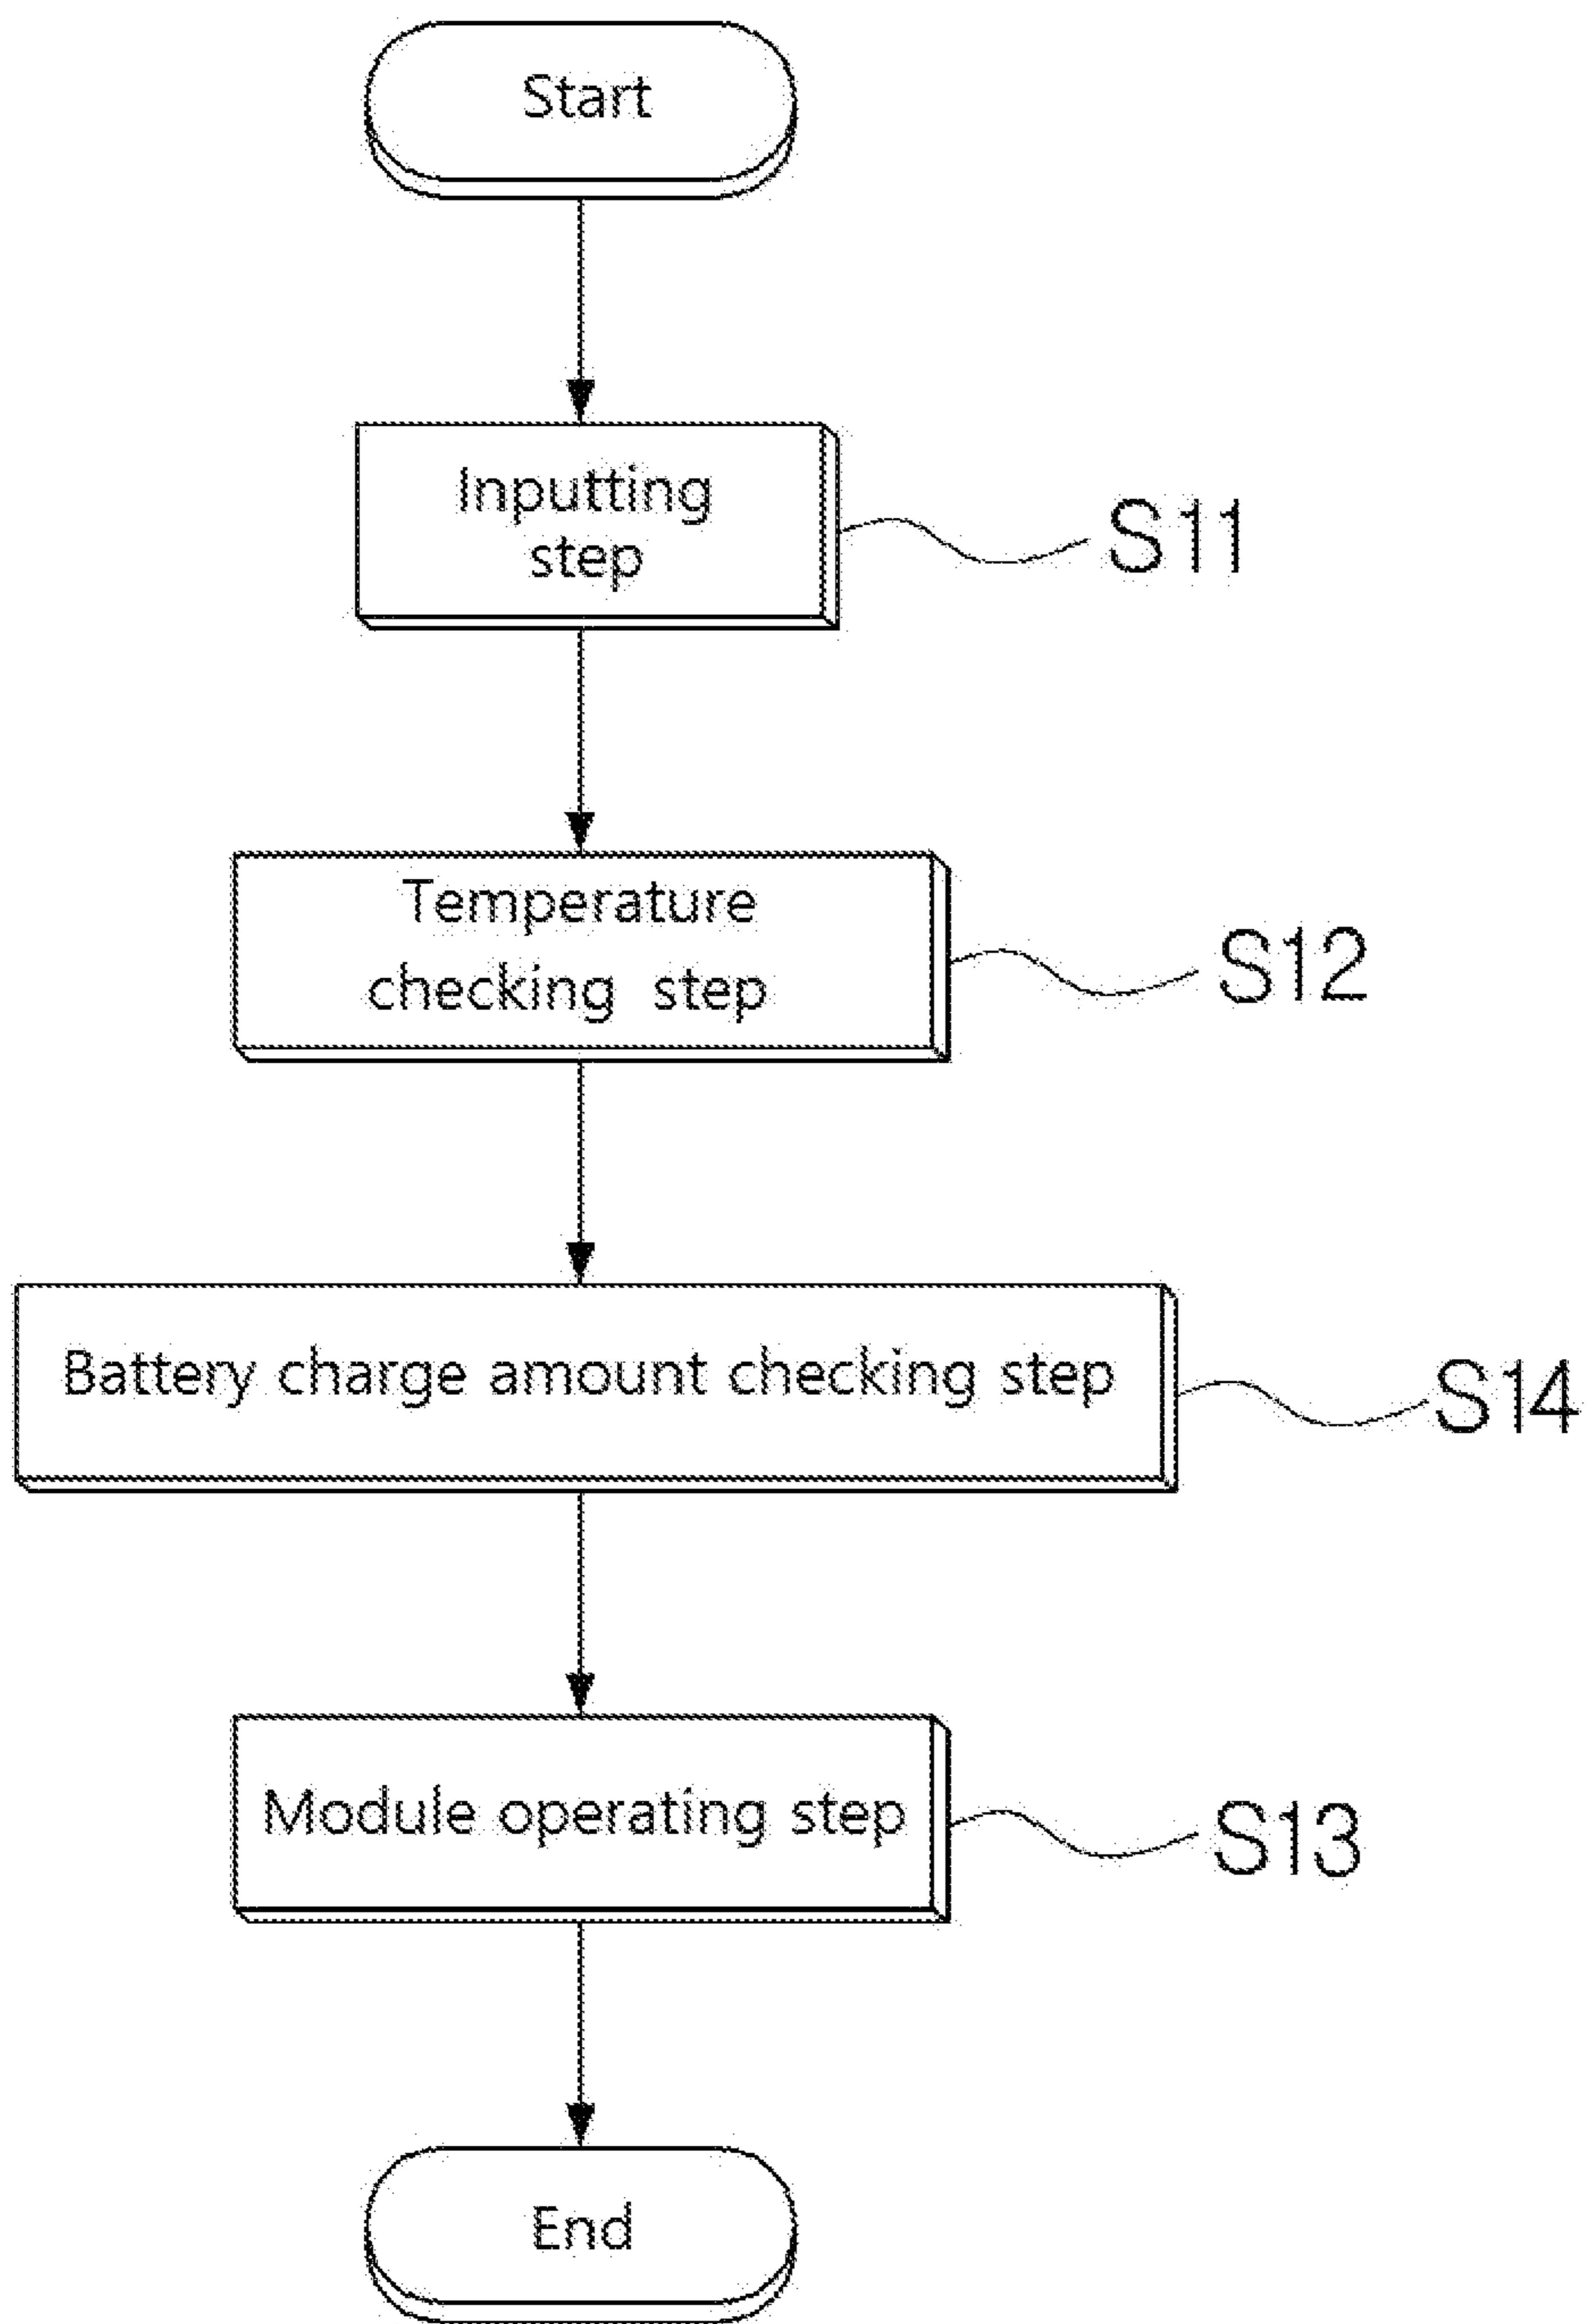 Start
Inputting
step
S11
Temperature
checking step
S12
Battery charge amount checking step
S14
Module operating step
S13
End